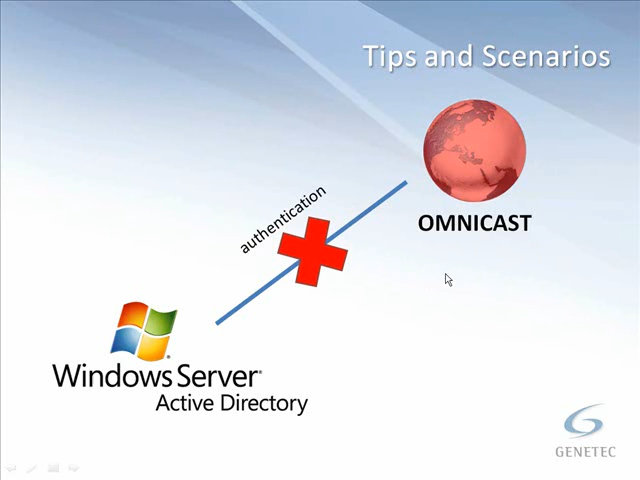 Tips and Scenarios
authentication
OMNICAST
Windows Server
Active Directory
GENETEC